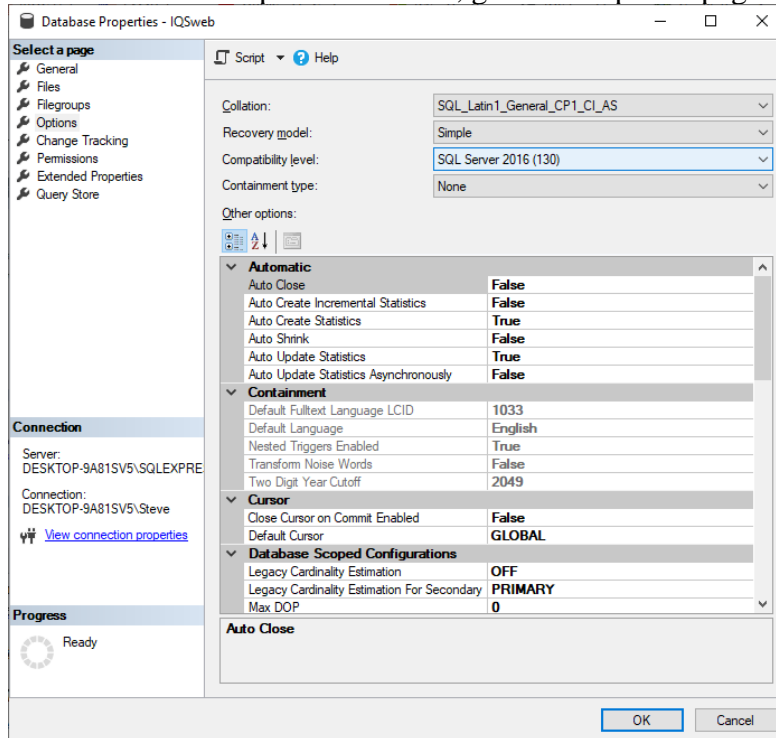 Database Properties - IQSweb
Select a page
General
Files
Filegroups
Options
Change Tracking
Permissions
Extended Properties
Query Store
Script Help
Collation: SQL_Latin1_General_CP1_CI_AS
Recovery model: Simple
Compatibility level: SQL Server 2016 (130)
Containment type: None
Other options:
Automatic
Auto Close False
Auto Create Incremental Statistics False
Auto Create Statistics True
Auto Shrink False
Auto Update Statistics True
Auto Update Statistics Asynchronously False
Containment
Default Fulltext Language LCID 1033
Default Language English
Nested Triggers Enabled True
Transform Noise Words False
Two Digit Year Cutoff 2049
Cursor
Close Cursor on Commit Enabled False
Default Cursor GLOBAL
Database Scoped Configurations
Legacy Cardinality Estimation OFF
Legacy Cardinality Estimation For Secondary PRIMARY
Max DOP 0
Auto Close
Connection
Server:
DESKTOP-9A81SV5\SQLEXPRE
Connection:
DESKTOP-9A81SV5\Steve
View connection properties
Progress
Ready
OK Cancel